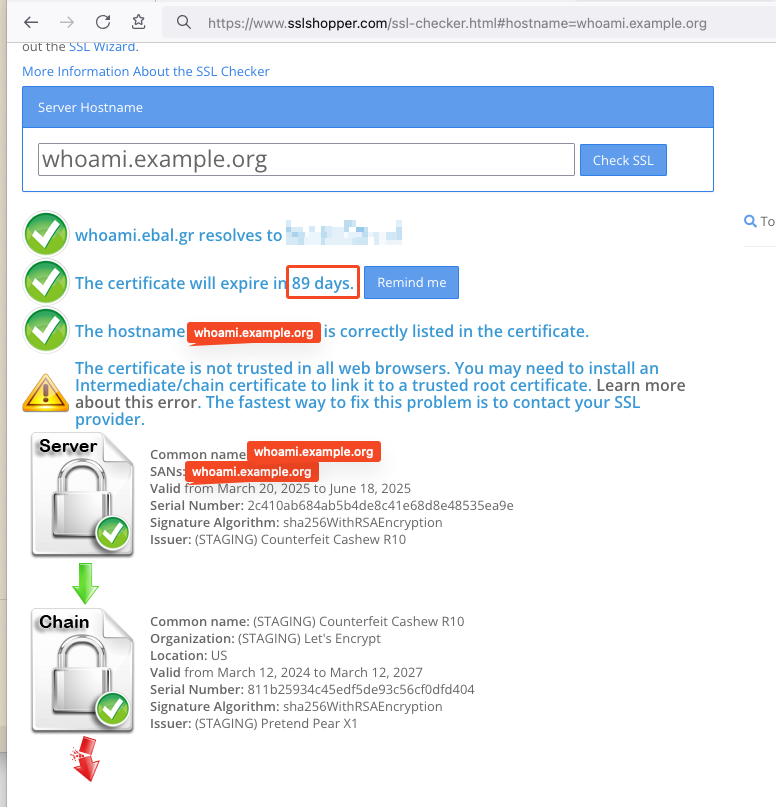 https://www.sslshopper.com/ssl-checker.html#hostname=whoami.example.org
out the SSL Wizard.
More Information About the SSL Checker
Server Hostname
whoami.example.org
Check SSL
To
whoami.ebal.gr resolves to
The certificate will expire in 89 days. Remind me
The hostname whoami.example.org is correctly listed in the certificate.
The certificate is not trusted in all web browsers. You may need to install an
Intermediate/chain certificate to link it to a trusted root certificate. Learn more
about this error. The fastest way to fix this problem is to contact your SSL
provider.
Server
Common name: whoami.example.org
SANs: whoami.example.org
Valid from March 20, 2025 to June 18, 2025
Serial Number: 2c410ab684ab5b4de8c41e68d8e48535ea9e
Signature Algorithm: sha256WithRSAEncryption
Issuer: (STAGING) Counterfeit Cashew R10
Chain
Common name: (STAGING) Counterfeit Cashew R10
Organization: (STAGING) Let's Encrypt
Location: US
Valid from March 12, 2024 to March 12, 2027
Serial Number: 811b25934c45edf5de93c56cf0dfd404
Signature Algorithm: sha256WithRSAEncryption
Issuer: (STAGING) Pretend Pear X1